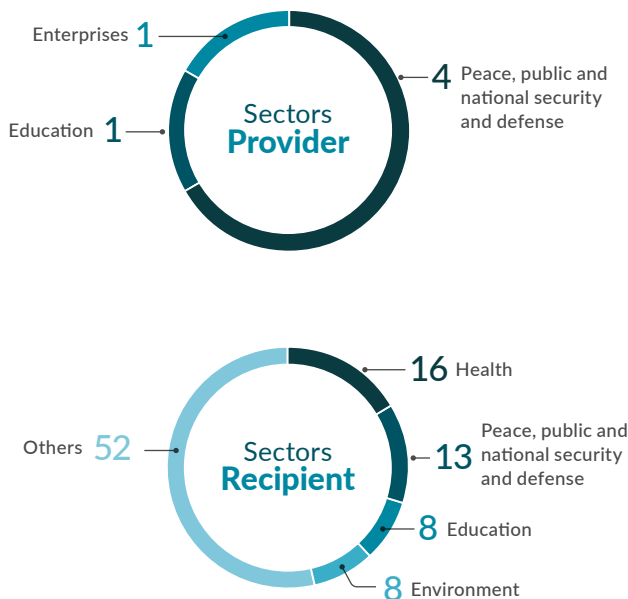 Enterprises 1
4 Peace, public and
national security
and defense
Education 1
Sectors
Provider
16 Health
Others 52
Sectors
Recipient
13 Peace, public and
national security
and defense
8 Education
8 Environment